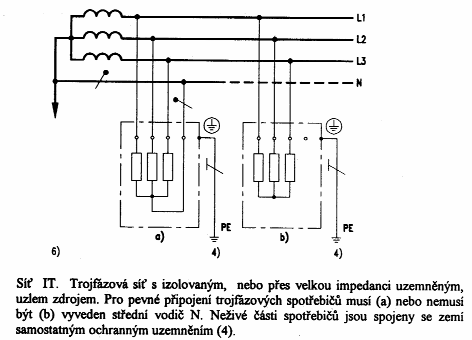 L1
L2
L3
N
PE
PE
a)
b)
6)
4)
4)
Síť IT. Trojfázová síť s izolovaným, nebo přes velkou impedanci uzemněným,
uzlem zdrojem. Pro pevné připojení trojfázových spotřebičů musí (a) nebo nemusí
být (b) vyveden střední vodič N. Neživé části spotřebičů jsou spojeny se zemí
samostatným ochranným uzemněním (4).